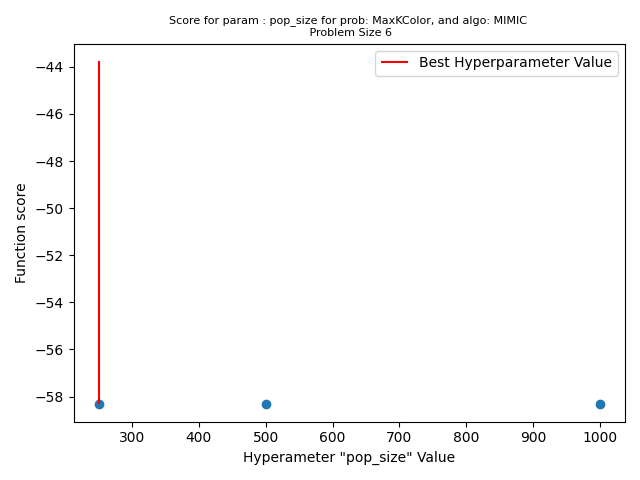 Score for param : pop_size for prob: MaxKColor, and algo: MIMIC
Problem Size 6
Best Hyperparameter Value
Function score
−44
−46
−48
−50
−52
−54
−56
−58
300 400 500 600 700 800 900 1000
Hyperameter "pop_size" Value